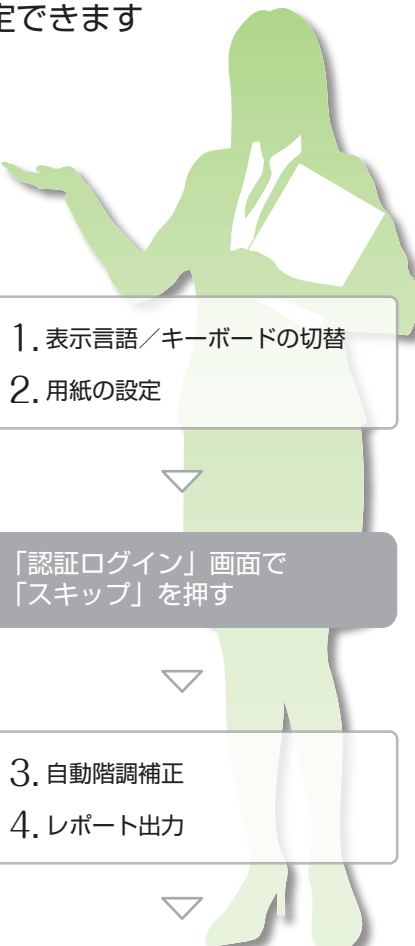 定できます
1. 表示言語／キーボードの切替
2. 用紙の設定
「認証ログイン」画面で
「スキップ」を押す
3. 自動階調補正
4. レポート出力